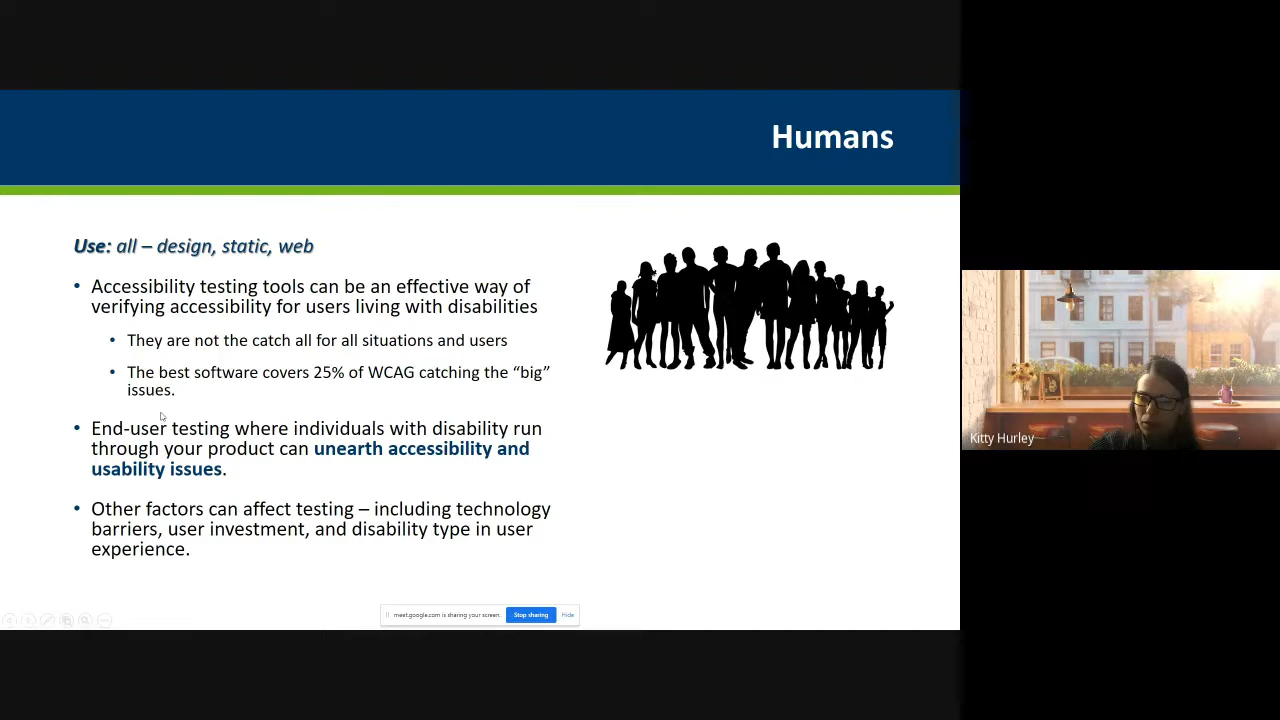 Humans
Use: all – design, static, web
• Accessibility testing tools can be an effective way of
verifying accessibility for users living with disabilities
• They are not the catch all for all situations and users
• The best software covers 25% of WCAG catching the “big”
issues.
• End-user testing where individuals with disability run
through your product can unearth accessibility and
usability issues.
• Other factors can affect testing – including technology
barriers, user investment, and disability type in user
experience.
meet.google.com is sharing your screen.
Stop sharing
Hide
Kitty Hurley